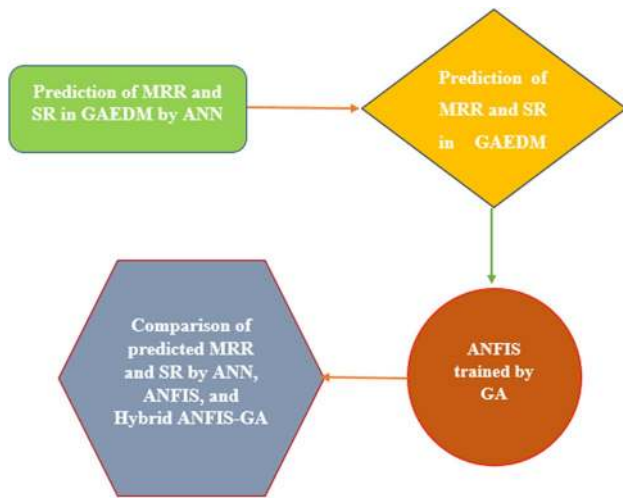 Prediction of MRR and
SR in GAEDM by ANN
Prediction of
MRR and SR
in GAEDM
ANFIS
trained by
GA
Comparison of
predicted MRR
and SR by ANN,
ANFIS, and
Hybrid ANFIS-GA